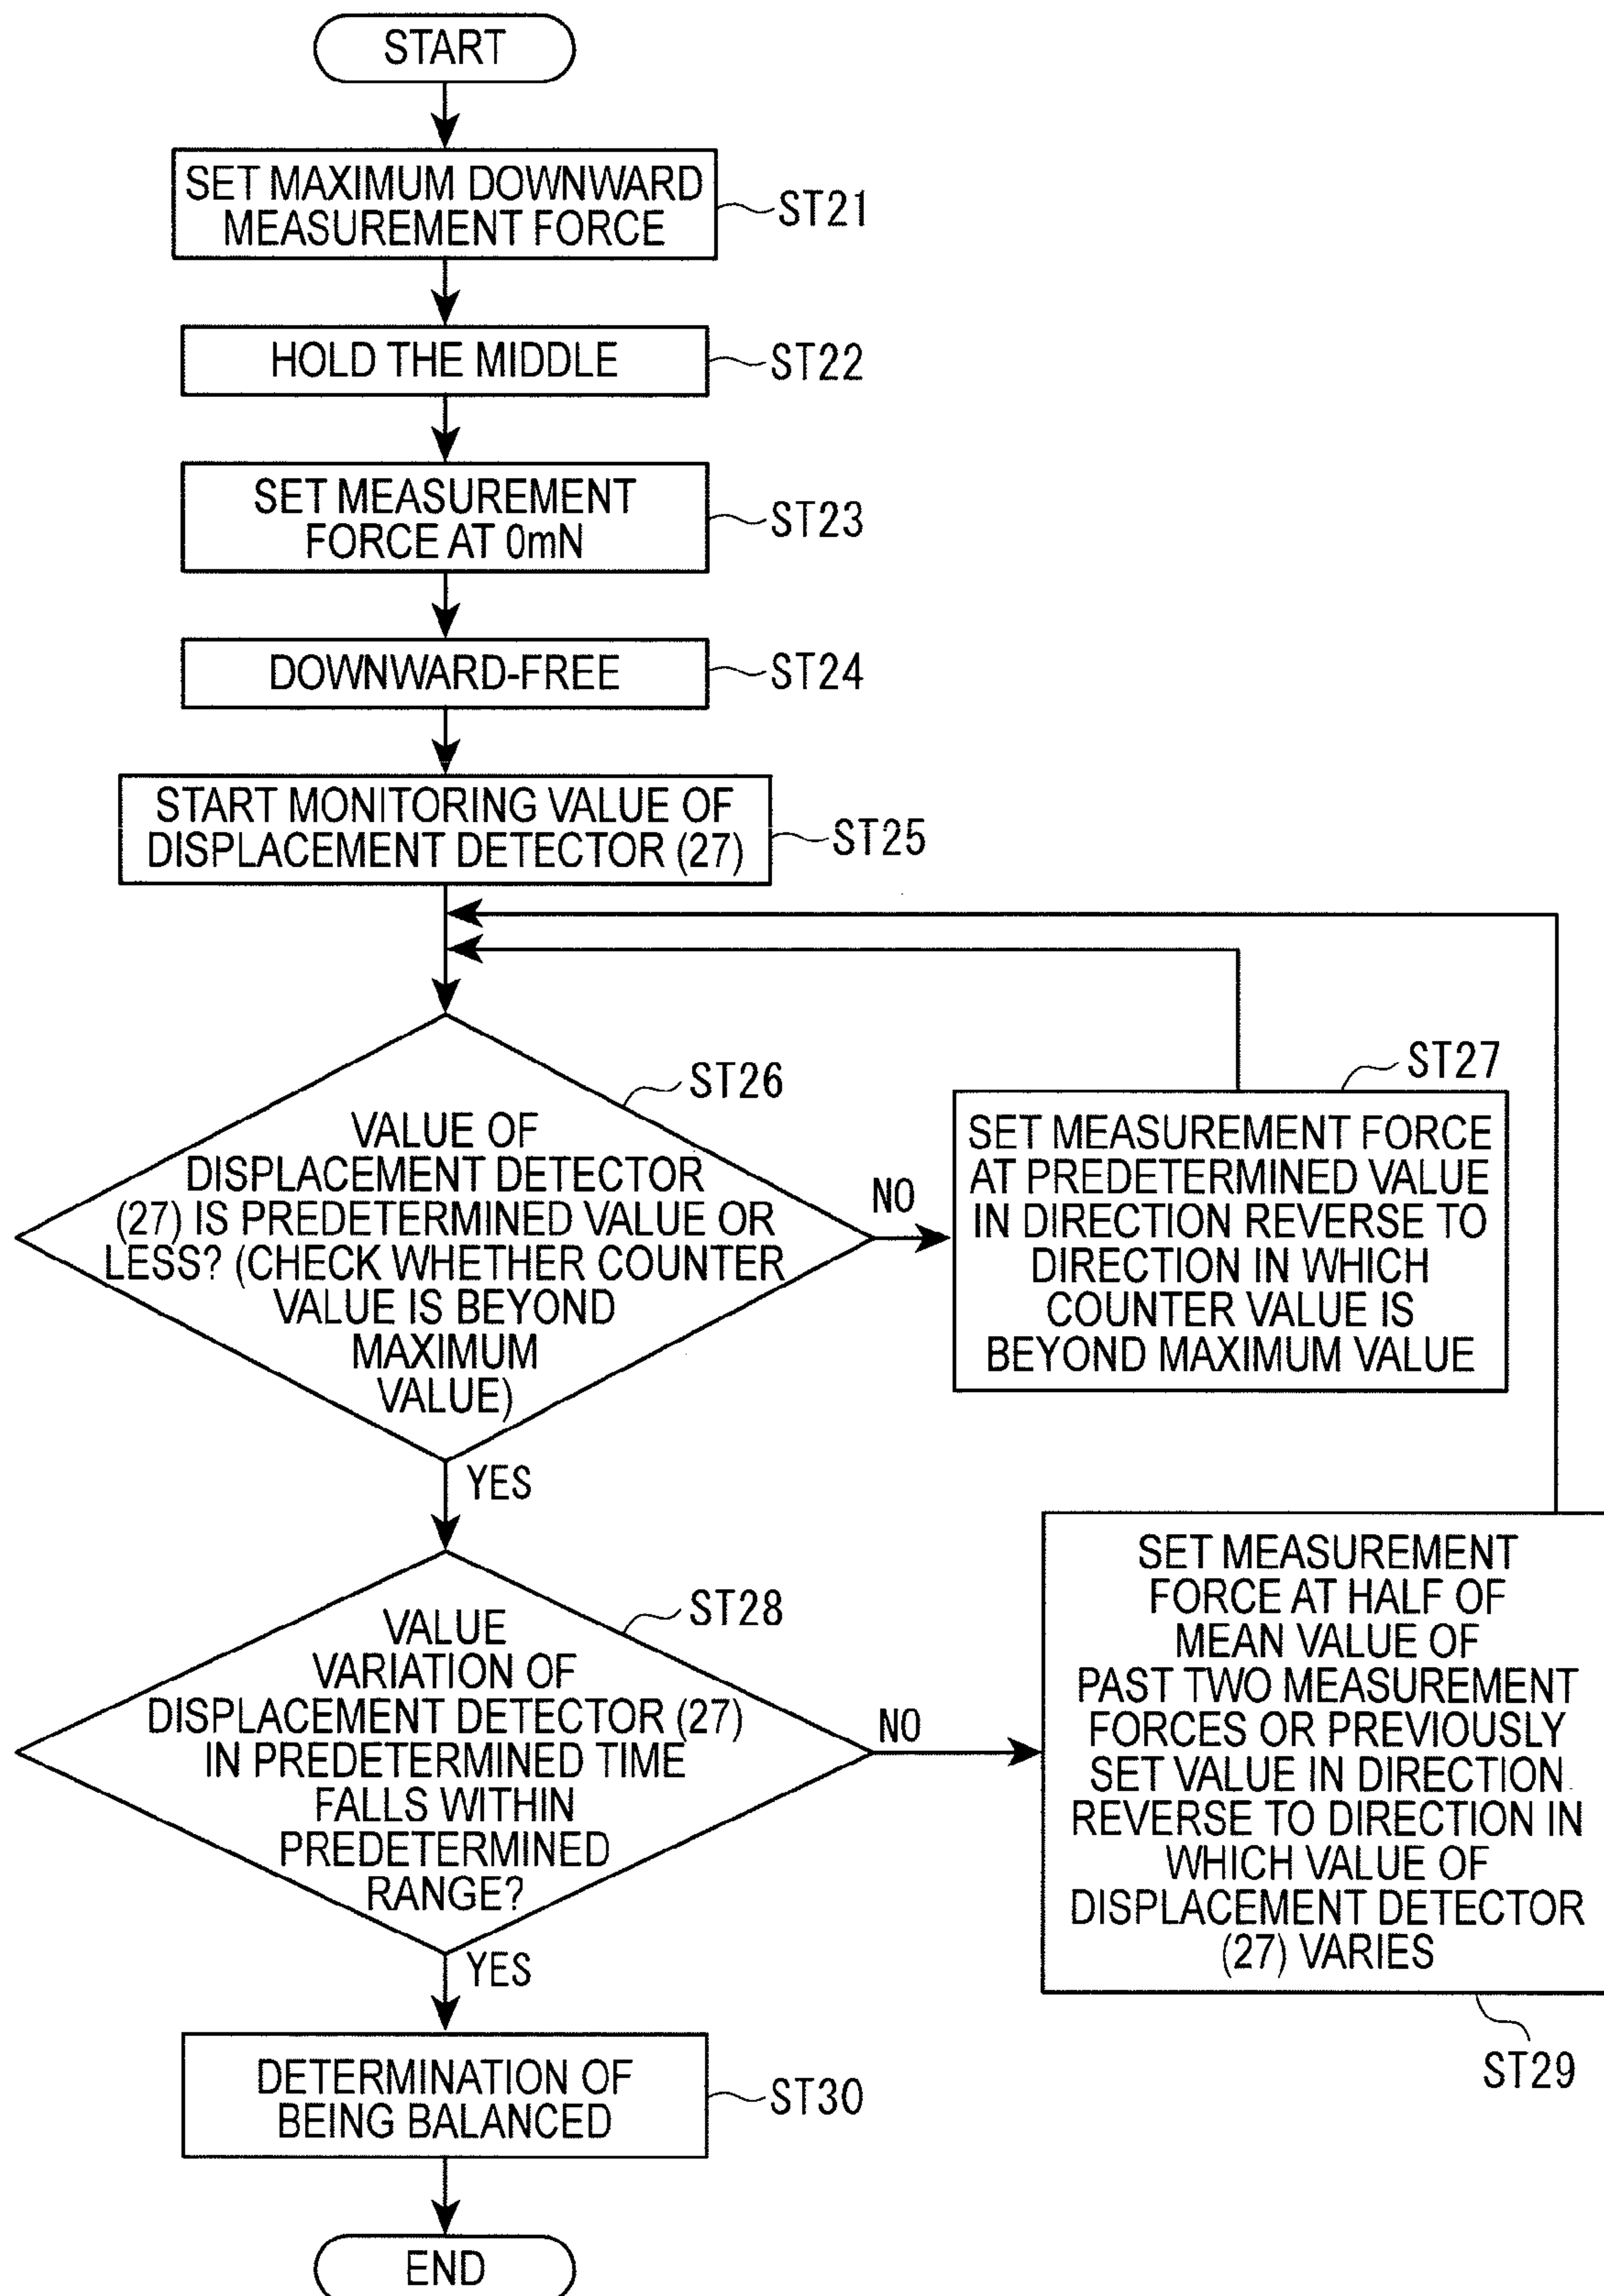 START
SET MAXIMUM DOWNWARD
MEASUREMENT FORCE
ST21
HOLD THE MIDDLE
ST22
SET MEASUREMENT
FORCE AT 0mN
ST23
DOWNWARD-FREE
ST24
START MONITORING VALUE OF
DISPLACEMENT DETECTOR (27)
ST25
ST26
VALUE OF
DISPLACEMENT DETECTOR
(27) IS PREDETERMINED VALUE OR
LESS? (CHECK WHETHER COUNTER
VALUE IS BEYOND
MAXIMUM
VALUE)
NO
ST27
SET MEASUREMENT FORCE
AT PREDETERMINED VALUE
IN DIRECTION REVERSE TO
DIRECTION IN WHICH
COUNTER VALUE IS
BEYOND MAXIMUM VALUE
YES
ST28
VALUE
VARIATION OF
DISPLACEMENT DETECTOR (27)
IN PREDETERMINED TIME
FALLS WITHIN
PREDETERMINED
RANGE?
NO
SET MEASUREMENT
FORCE AT HALF OF
MEAN VALUE OF
PAST TWO MEASUREMENT
FORCES OR PREVIOUSLY
SET VALUE IN DIRECTION
REVERSE TO DIRECTION IN
WHICH VALUE OF
DISPLACEMENT DETECTOR
(27) VARIES
ST29
YES
DETERMINATION OF
BEING BALANCED
ST30
END